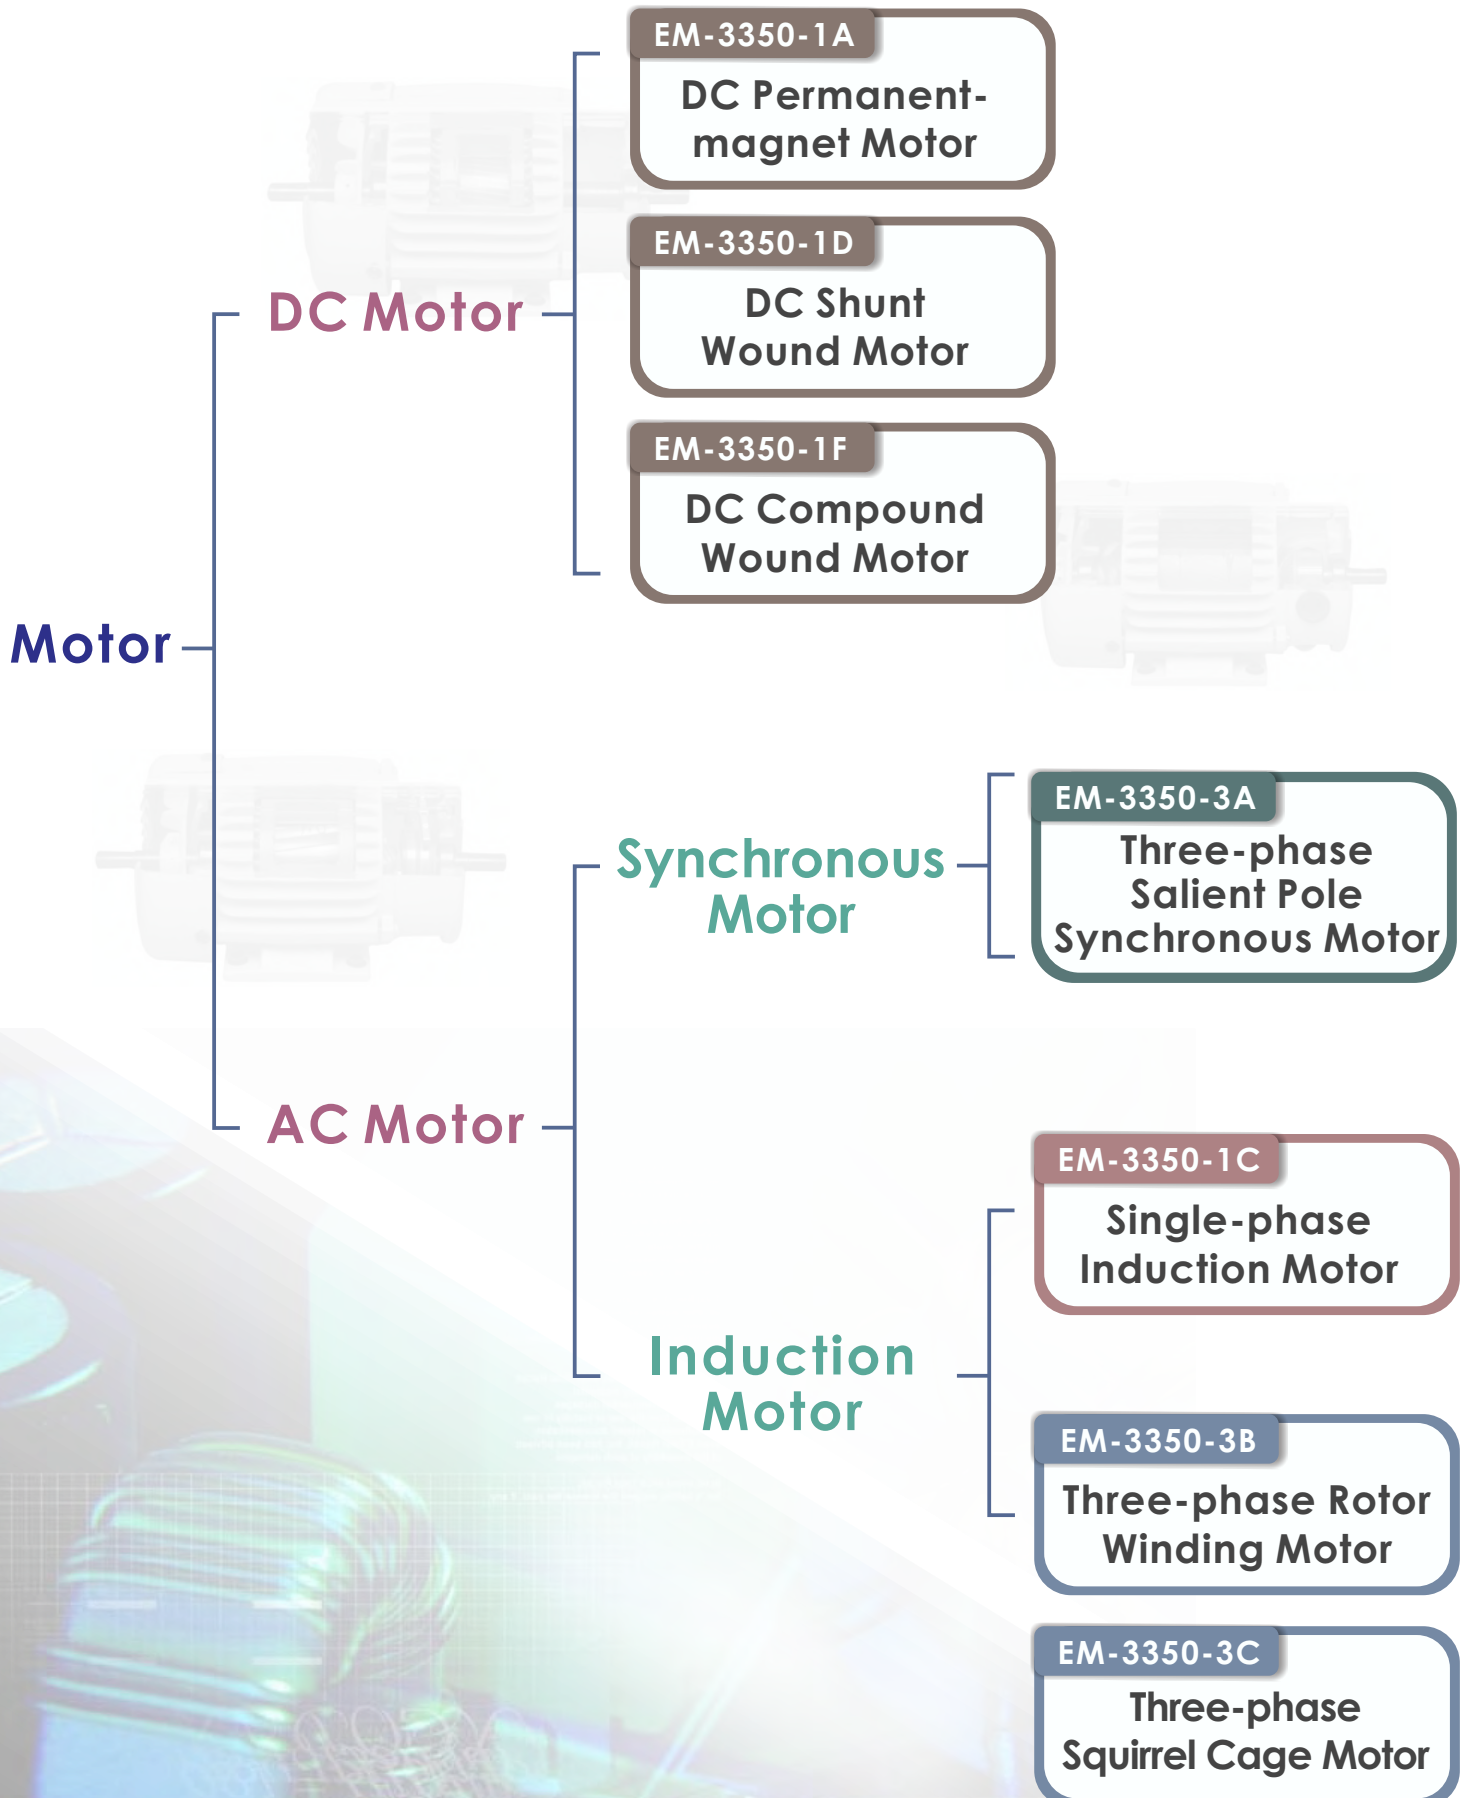 Motor
DC Motor
EM-3350-1A
DC Permanent-
magnet Motor
EM-3350-1D
DC Shunt
Wound Motor
EM-3350-1F
DC Compound
Wound Motor
AC Motor
Synchronous
Motor
EM-3350-3A
Three-phase
Salient Pole
Synchronous Motor
Induction
Motor
EM-3350-1C
Single-phase
Induction Motor
EM-3350-3B
Three-phase Rotor
Winding Motor
EM-3350-3C
Three-phase
Squirrel Cage Motor